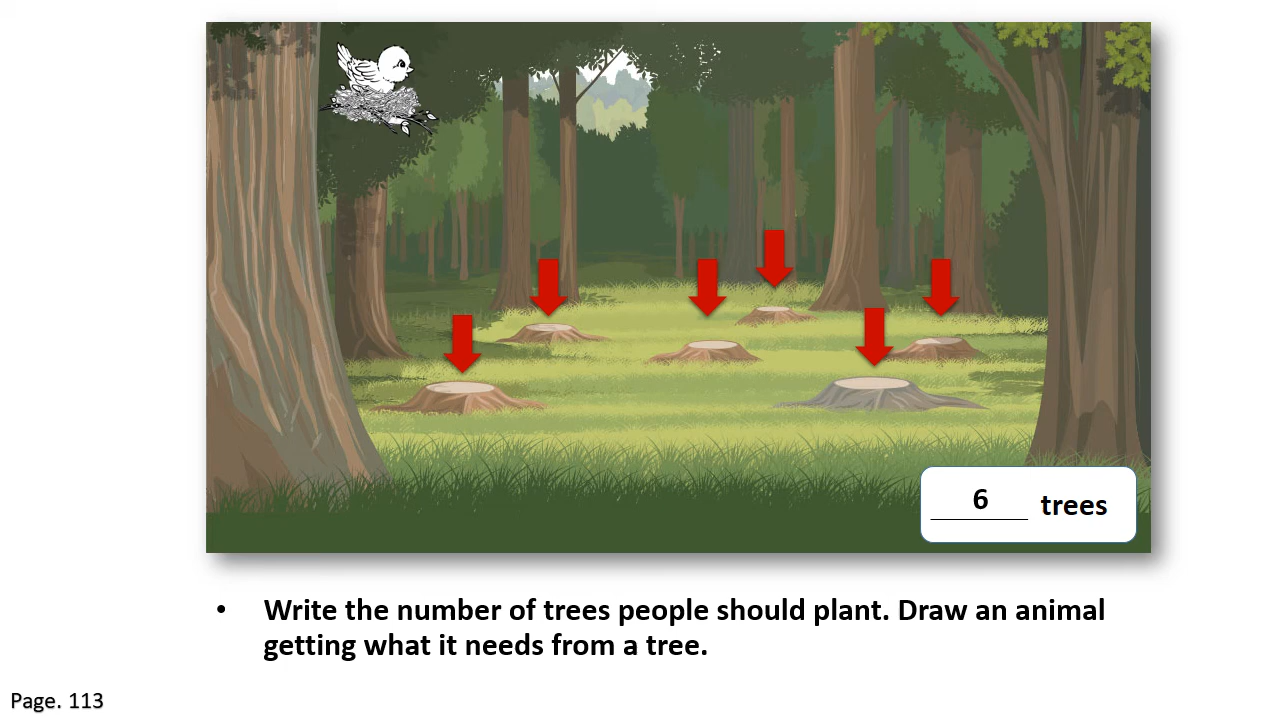 6 trees
• Write the number of trees people should plant. Draw an animal
getting what it needs from a tree.
Page. 113